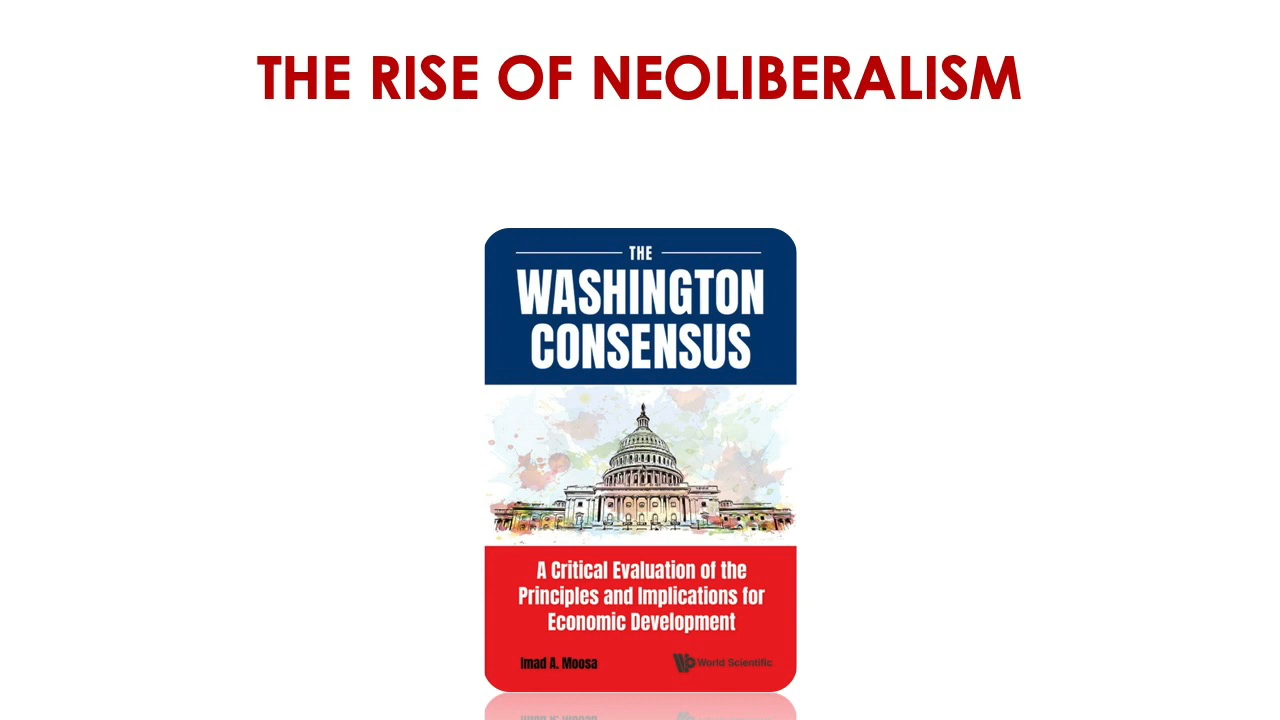 THE RISE OF NEOLIBERALISM
THE
WASHINGTON
CONSENSUS
A Critical Evaluation of the
Principles and Implications for
Economic Development
Imad A. Moosa
World Scientific